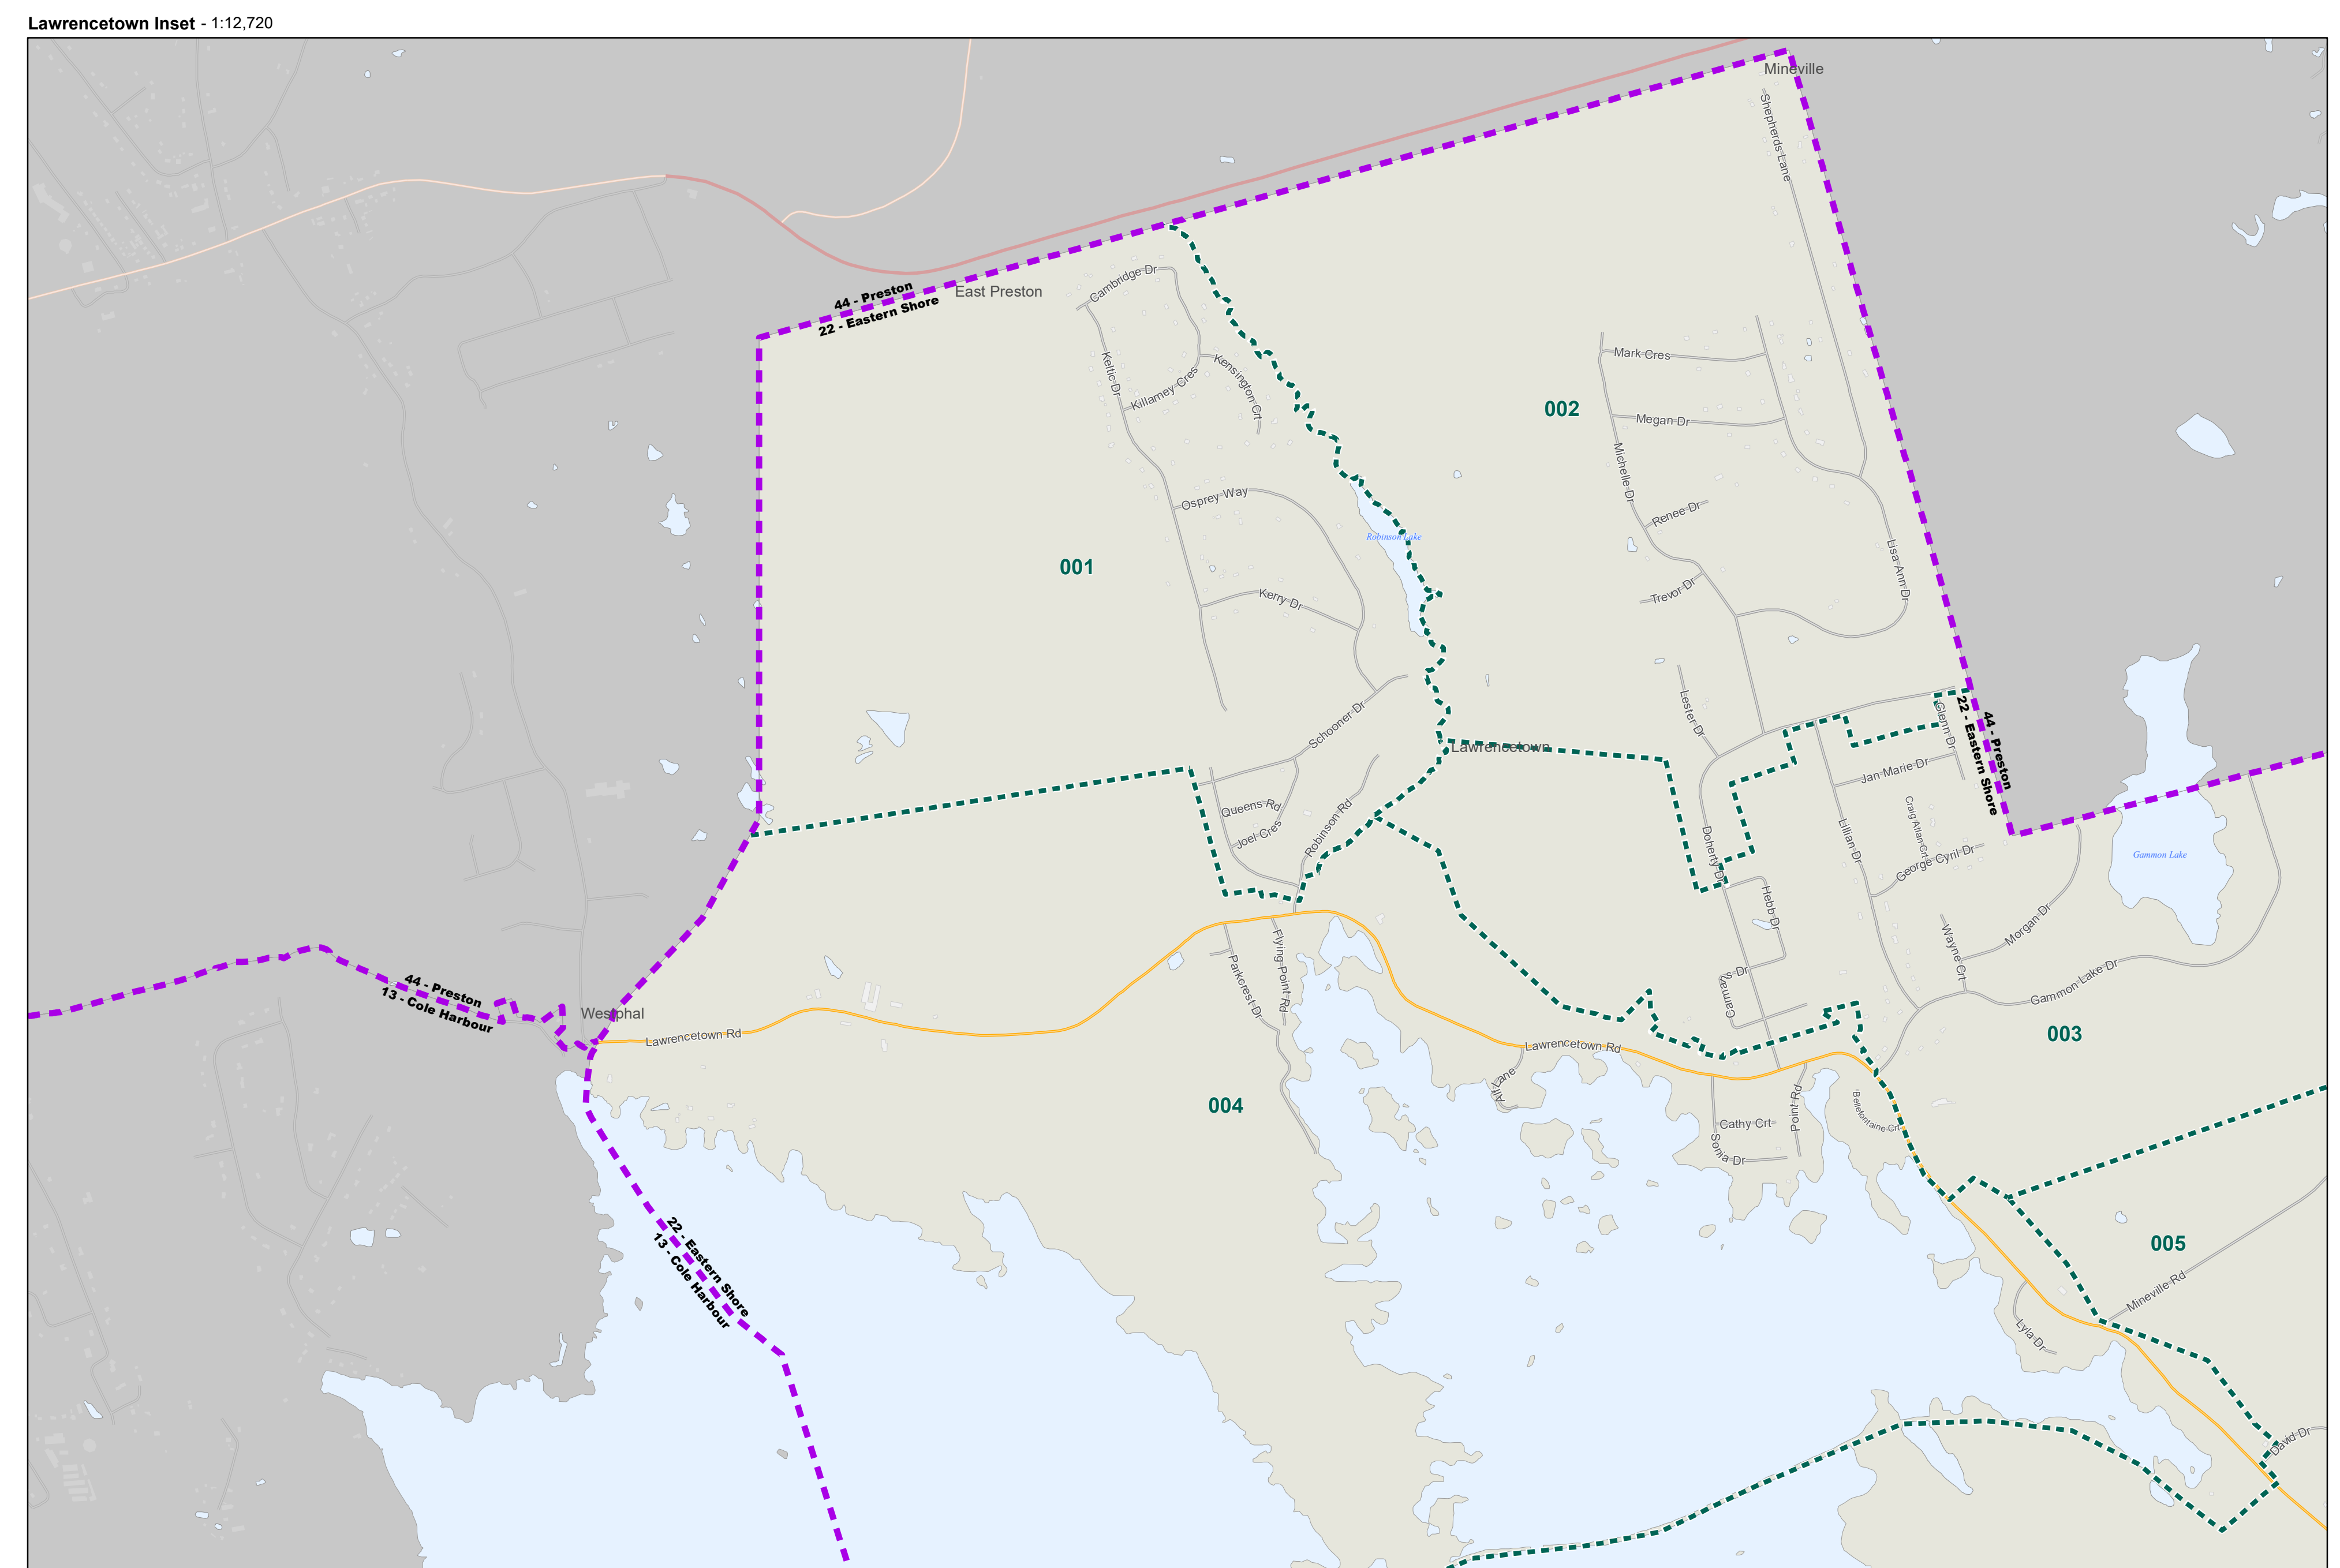 Lawrencetown Inset - 1:12,720
Mineville
Shepherds Lane
44 - Preston
22 - Eastern Shore
East Preston
Cambridge Dr
Keltic Dr
Killarney Cres
Kensington Crt
Mark Cres
002
Megan Dr
Michelle Dr
Osprey Way
Renee Dr
Robinson Lake
001
Lisa Ann Dr
Kerry Dr
Trevor Dr
Lester Dr
Schooner Dr
Glenn Dr
44 - Preston
22 - Eastern Shore
Lawrencetown
Jan Marie Dr
Queens Rd
Joel Cres
Robinson Rd
Craig Allan Crt
Lillian Dr
Doherty Dr
George Cyril Dr
Gammon Lake
Hebb Dr
Morgan Dr
Wayne Crt
Flying Point Rd
Parkcrest Dr
Gammon Lake Dr
44 - Preston
13 - Cole Harbour
Westphal
Lawrencetown Rd
Lawrencetown Rd
003
Alf Lane
004
Point Rd
Bellefontaine Crt
Cathy Crt
Sonia Dr
22 - Eastern Shore
13 - Cole Harbour
005
Mineville Rd
Lyla Dr
David Dr